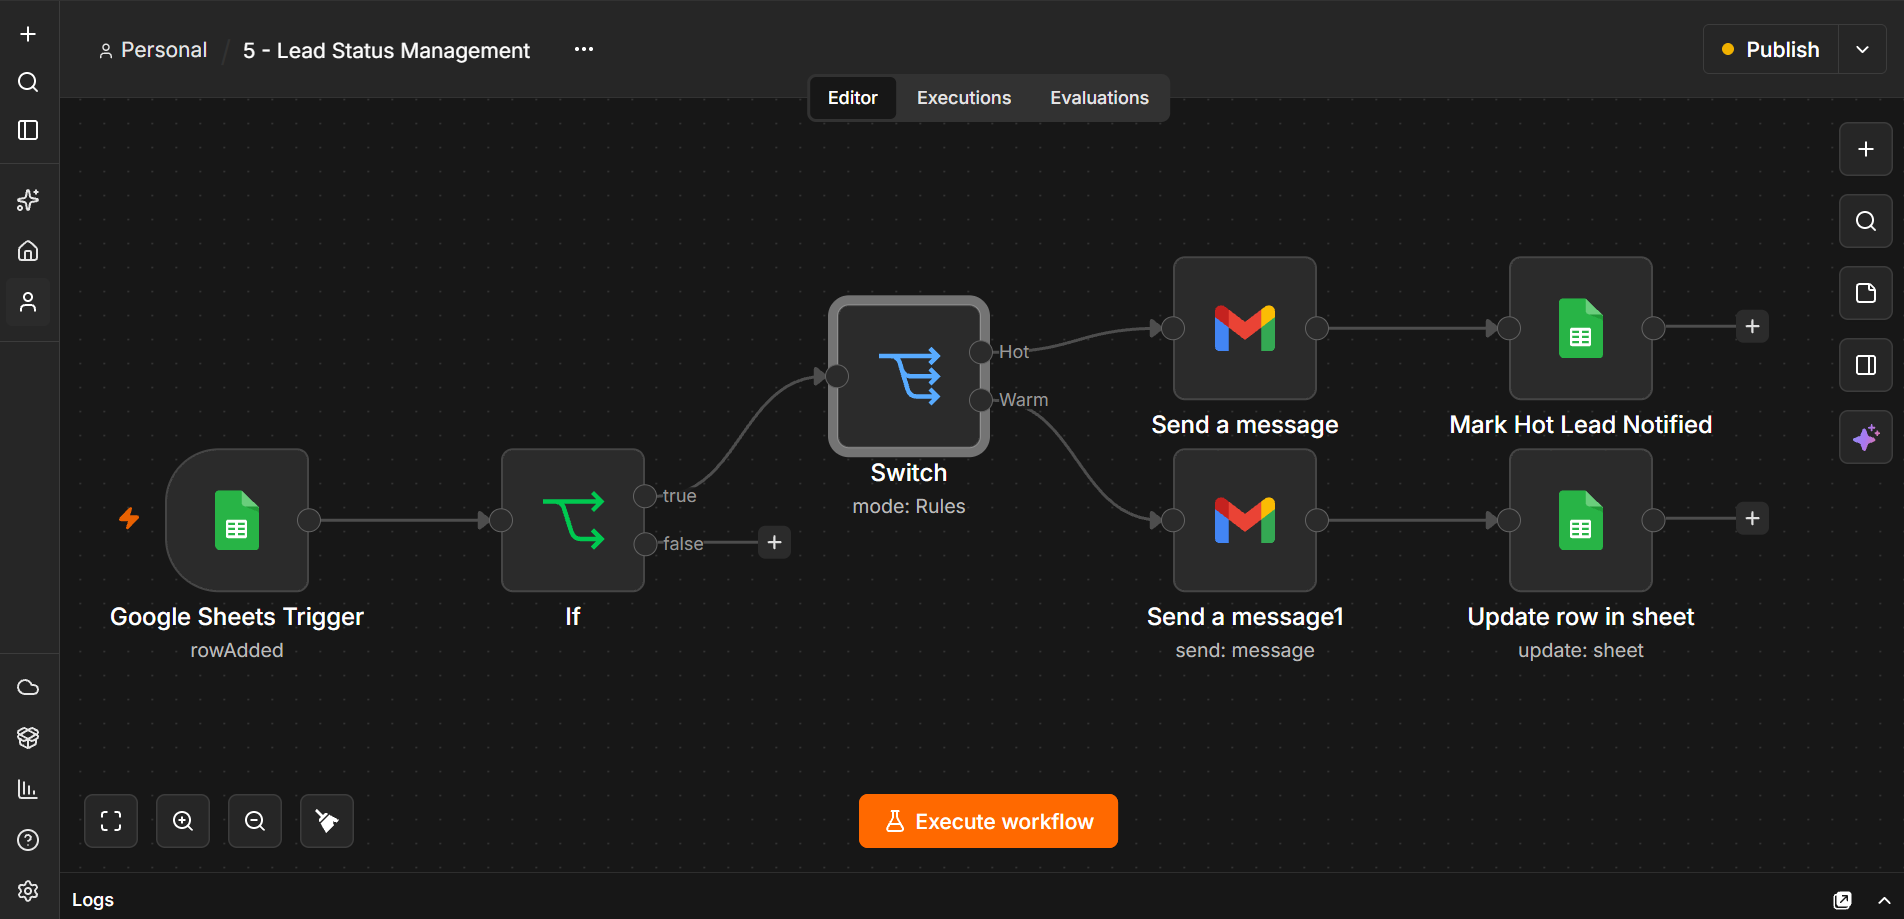 Personal / 5 - Lead Status Management ...
Publish
Editor Executions Evaluations
Hot
Warm
Send a message
Mark Hot Lead Notified
Switch
mode: Rules
true
false
Google Sheets Trigger
rowAdded
If
Send a message1
send: message
Update row in sheet
update: sheet
Execute workflow
Logs